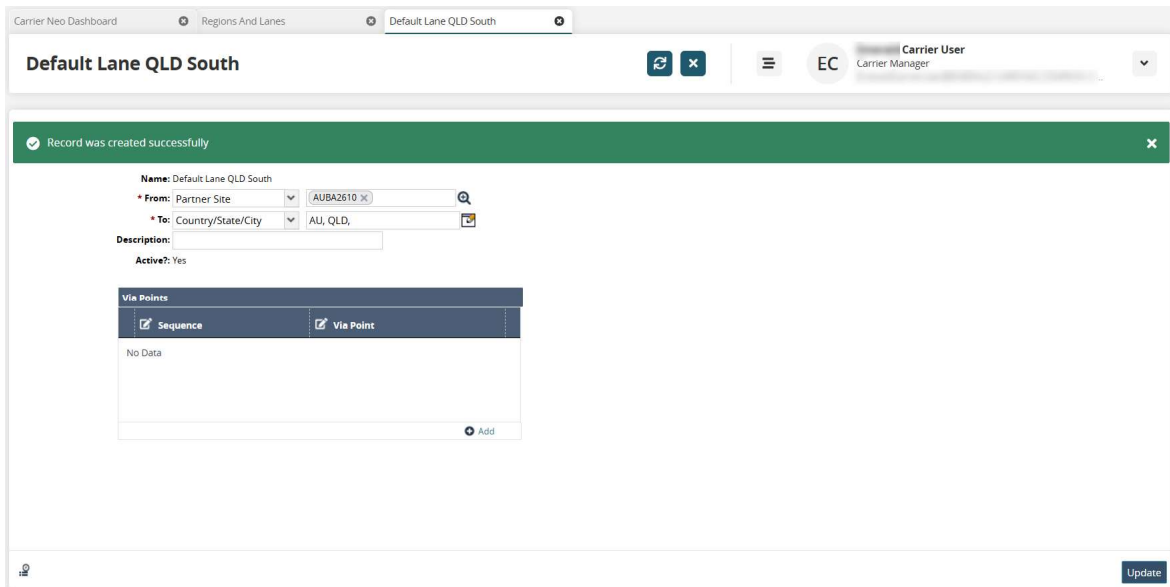 Carrier Neo Dashboard Regions And Lanes Default Lane QLD South
Default Lane QLD South
EC
Carrier User
Carrier Manager
Record was created successfully
Name: Default Lane QLD South
* From: Partner Site AUBA2610
* To: Country/State/City AU, QLD,
Description:
Active?: Yes
Via Points
Sequence Via Point
No Data
Add
Update